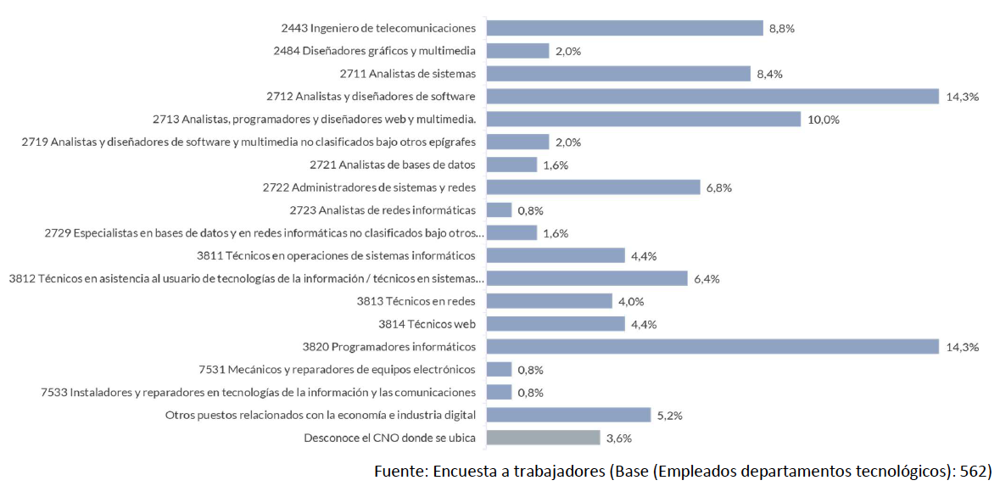 2443 Ingeniero de telecomunicaciones 8,8%
2484 Diseñadores gráficos y multimedia 2,0%
2711 Analistas de sistemas 8,4%
2712 Analistas y diseñadores de software 14,3%
2713 Analistas, programadores y diseñadores web y multimedia. 10,0%
2719 Analistas y diseñadores de software y multimedia no clasificados bajo otros epígrafes 2,0%
2721 Analistas de bases de datos 1,6%
2722 Administradores de sistemas y redes 6,8%
2723 Analistas de redes informáticas 0,8%
2729 Especialistas en bases de datos y en redes informáticas no clasificados bajo otros... 1,6%
3811 Técnicos en operaciones de sistemas informáticos 4,4%
3812 Técnicos en asistencia al usuario de tecnologías de la información / técnicos en sistemas... 6,4%
3813 Técnicos en redes 4,0%
3814 Técnicos web 4,4%
3820 Programadores informáticos 14,3%
7531 Mecánicos y reparadores de equipos electrónicos 0,8%
7533 Instaladores y reparadores en tecnologías de la información y las comunicaciones 0,8%
Otros puestos relacionados con la economía e industria digital 5,2%
Desconoce el CNO donde se ubica 3,6%
Fuente: Encuesta a trabajadores (Base (Empleados departamentos tecnológicos): 562)